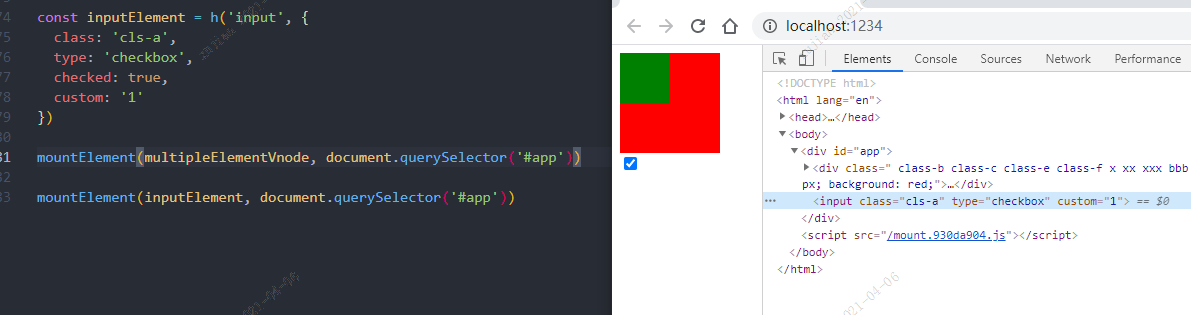 74 const inputElement = h('input', {
class: 'cls-a',
type: 'checkbox',
77 checked: true,
78 custom: '1'
79 })
80
81 mountElement(multipleElementVnode, document.querySelector('#app'))
82
83 mountElement(inputElement, document.querySelector('#app'))
localhost:1234
Elements Console Sources Network Performance
<!DOCTYPE html>
<html lang="en">
<head>…</head>
<body>
<div id="app">
<div class=" class-b class-c class-e class-f x xx xxx bbb
px; background: red;">…</div>
<input class="cls-a" type="checkbox" custom="1"> == $0
</div>
<script src="/mount.930da904.js"></script>
</body>
</html>
2021-04-06